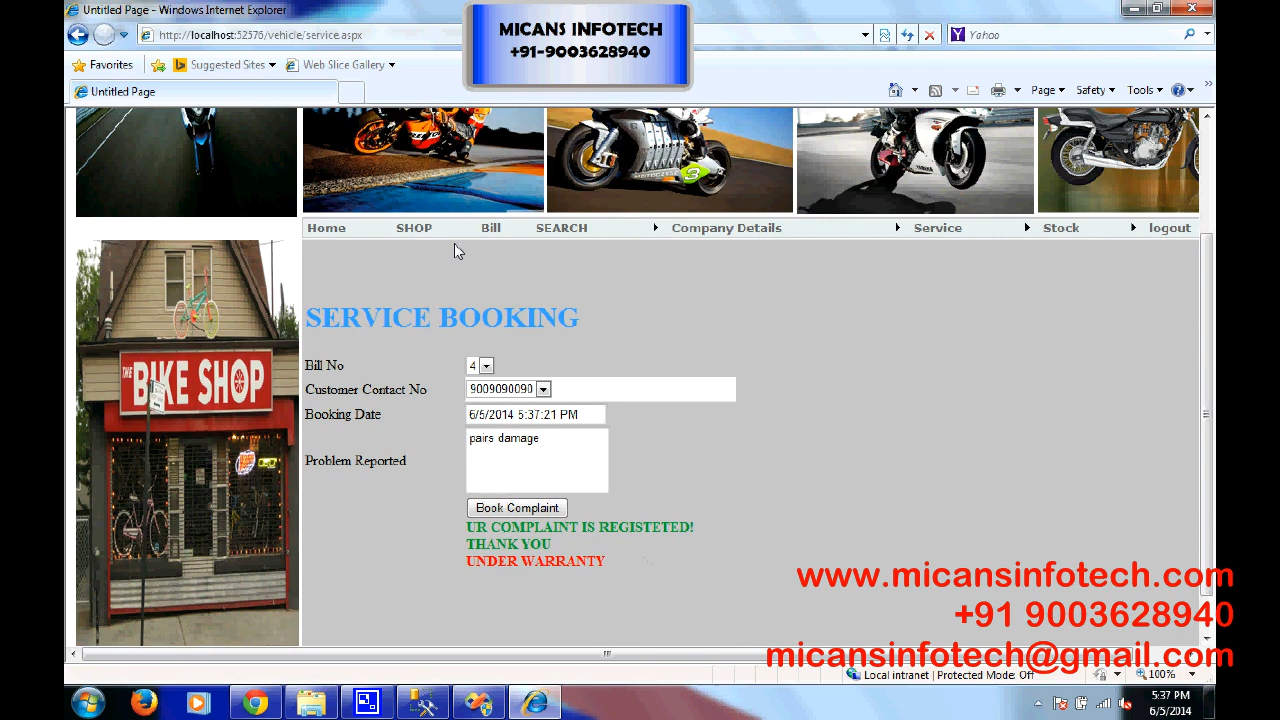 Untitled Page - Windows Internet Explorer
MICANS INFOTECH
+91-9003628940
http://localhost:52576/vehicle/service.aspx
Yahoo
Favorites
Suggested Sites
Web Slice Gallery
Untitled Page
Page
Safety
Tools
3
Home
SHOP
Bill
SEARCH
Company Details
Service
Stock
logout
SERVICE BOOKING
THE BIKE SHOP
Bill No
4
Customer Contact No
9009090090
Booking Date
6/5/2014 5:37:21 PM
Problem Reported
pairs damage
Book Complaint
UR COMPLAINT IS REGISTETED!
THANK YOU
UNDER WARRANTY
www.micansinfotech.com
+91 9003628940
micansinfotech@gmail.com
Local intranet | Protected Mode: Off
100%
5:37 PM
6/5/2014